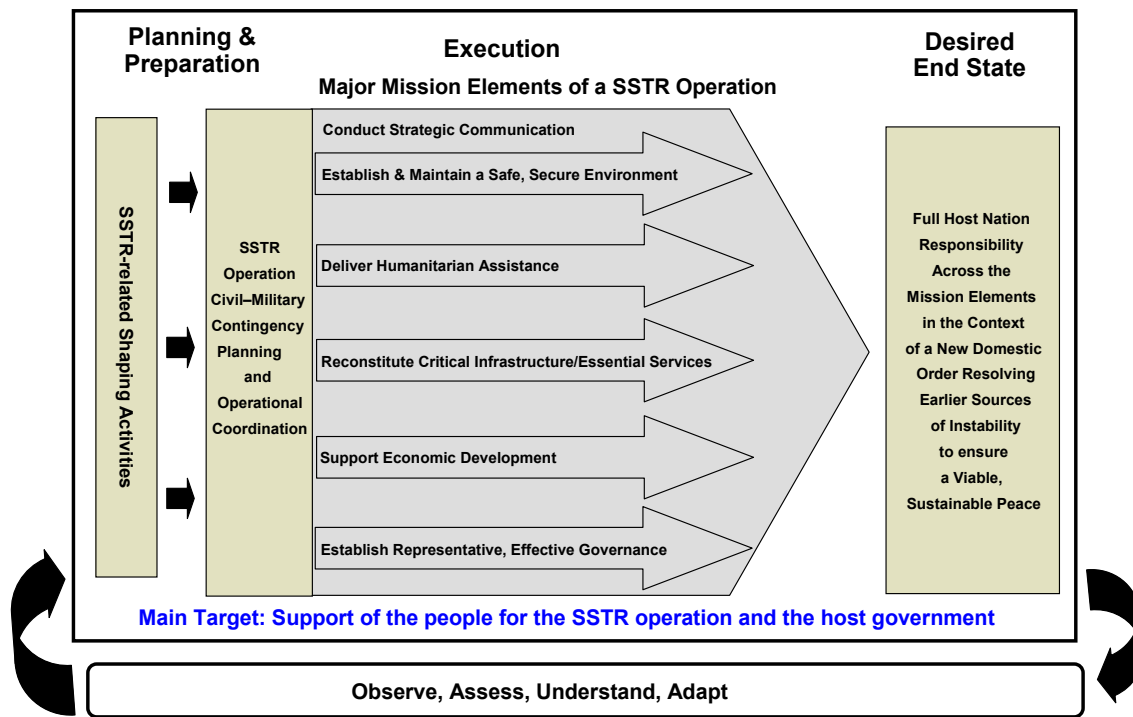 Planning &
Preparation
Execution
Desired
End State
Major Mission Elements of a SSTR Operation
SSTR-related Shaping Activities
SSTR
Operation
Civil–Military
Contingency
Planning
and
Operational
Coordination
Conduct Strategic Communication
Establish & Maintain a Safe, Secure Environment
Deliver Humanitarian Assistance
Reconstitute Critical Infrastructure/Essential Services
Support Economic Development
Establish Representative, Effective Governance
Full Host Nation
Responsibility
Across the
Mission Elements
in the Context
of a New Domestic
Order Resolving
Earlier Sources
of Instability
to ensure
a Viable,
Sustainable Peace
Main Target: Support of the people for the SSTR operation and the host government
Observe, Assess, Understand, Adapt